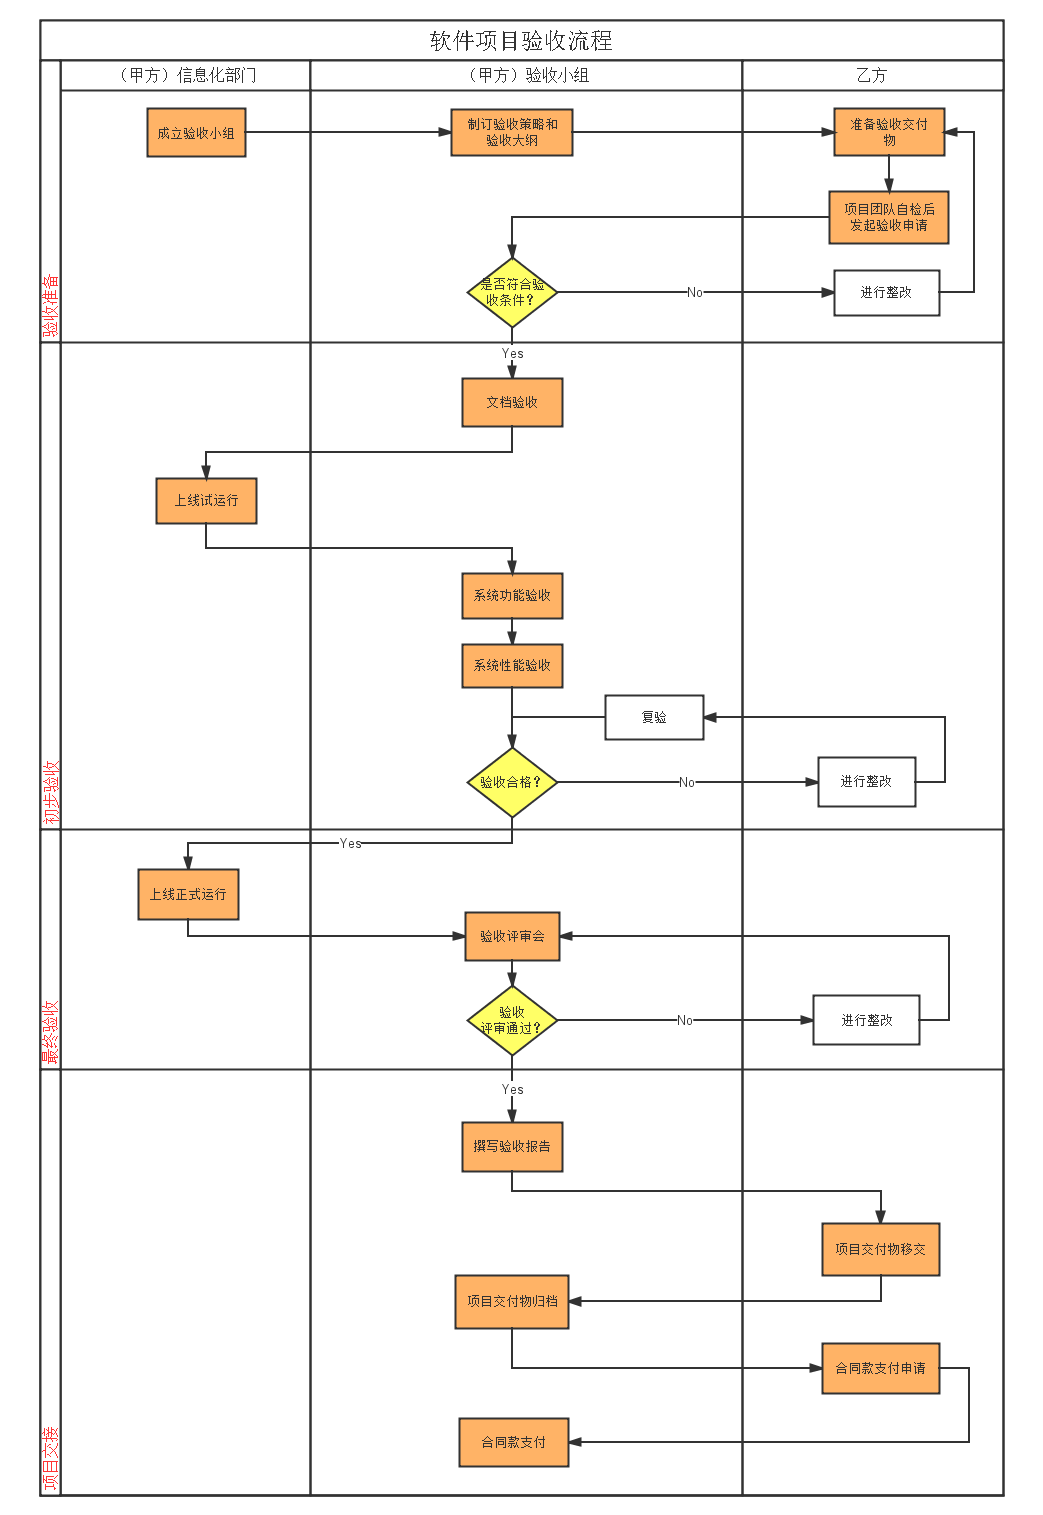 软件项目验收流程
（甲方）信息化部门
（甲方）验收小组
乙方
验收准备
成立验收小组
制订验收策略和
验收大纲
准备验收交付
物
项目团队自检后
发起验收申请
是否符合验
收条件？
No
进行整改
Yes
初步验收
文档验收
上线试运行
系统功能验收
系统性能验收
复验
验收合格？
No
进行整改
Yes
最终验收
上线正式运行
验收评审会
验收
评审通过？
No
进行整改
Yes
项目交接
撰写验收报告
项目交付物移交
项目交付物归档
合同款支付申请
合同款支付